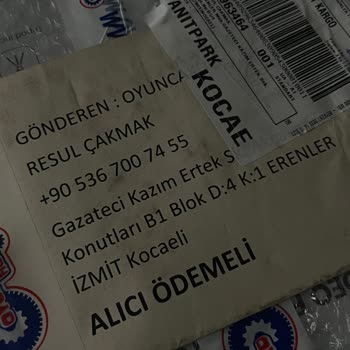 GÖNDEREN : OYUNCA
RESUL ÇAKMAK
+90 536 700 74 55
Gazateci Kazım Ertek S
Konutları B1 Blok D:4 K:1 ERENLER
İZMİT Kocaeli
ALICI ÖDEMELİ
ANITPARK
KOCAE
001